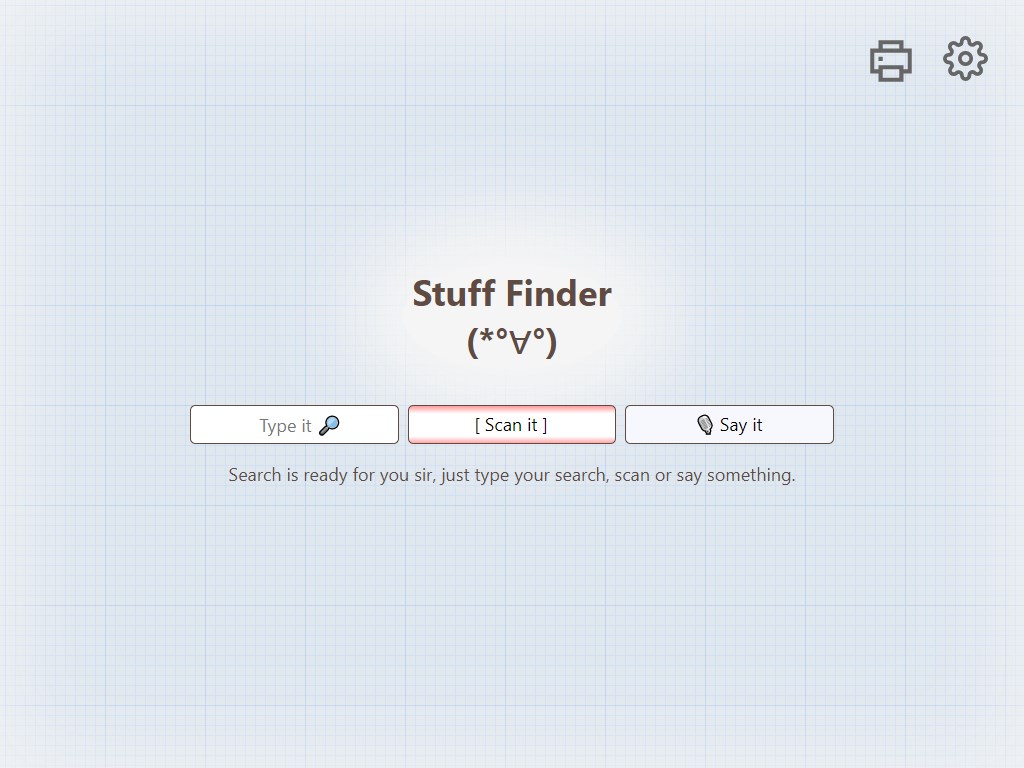 Stuff Finder
(*°∀°)
Type it 🔎
[ Scan it ]
🎙 Say it
Search is ready for you sir, just type your search, scan or say something.